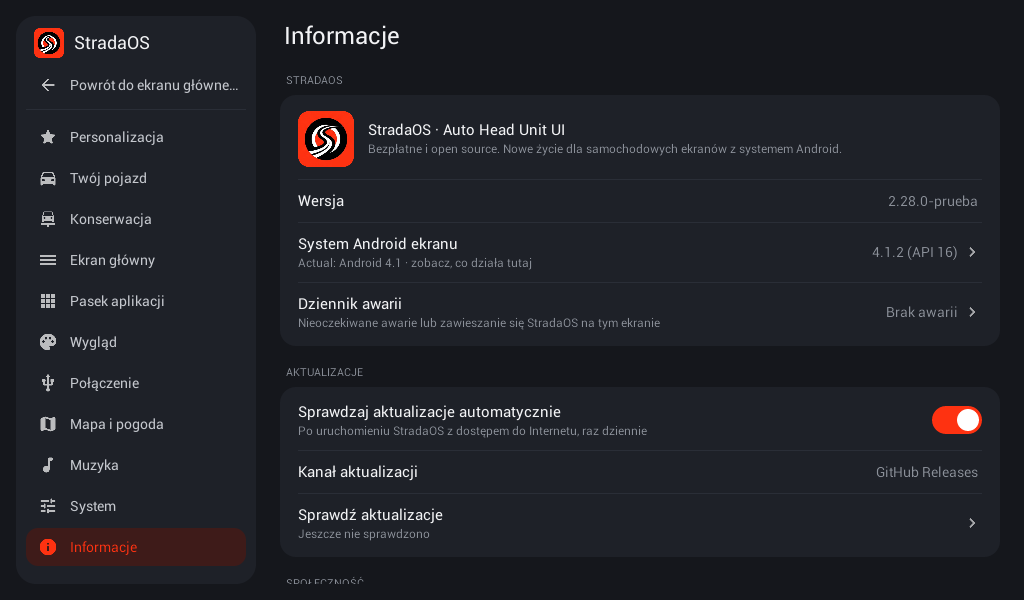 StradaOS
Powrót do ekranu główne...
Personalizacja
Twój pojazd
Konserwacja
Ekran główny
Pasek aplikacji
Wygląd
Połączenie
Mapa i pogoda
Muzyka
System
Informacje
Informacje
STRADAOS
StradaOS · Auto Head Unit UI
Bezpłatne i open source. Nowe życie dla samochodowych ekranów z systemem Android.
Wersja
2.28.0-prueba
System Android ekranu
Actual: Android 4.1 · zobacz, co działa tutaj
4.1.2 (API 16)
Dziennik awarii
Nieoczekiwane awarie lub zawieszanie się StradaOS na tym ekranie
Brak awarii
AKTUALIZACJE
Sprawdzaj aktualizacje automatycznie
Po uruchomieniu StradaOS z dostępem do Internetu, raz dziennie
Kanał aktualizacji
GitHub Releases
Sprawdź aktualizacje
Jeszcze nie sprawdzono
SPOŁECZNOŚĆ